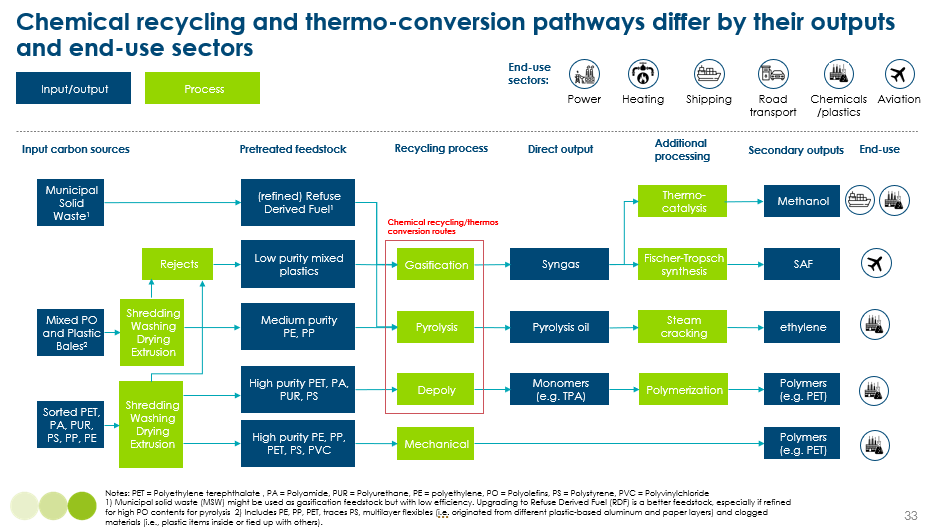 Chemical recycling and thermo-conversion pathways differ by their outputs
and end-use sectors
Input/output
Process
End-use
sectors:
Power
Heating
Shipping
Road
transport
Chemicals
/plastics
Aviation
Input carbon sources
Pretreated feedstock
Recycling process
Direct output
Additional
processing
Secondary outputs
End-use
Municipal
Solid
Waste¹
(refined) Refuse
Derived Fuel¹
Thermo-
catalysis
Methanol
Chemical recycling/thermos
conversion routes
Rejects
Low purity mixed
plastics
Gasification
Syngas
Fischer-Tropsch
synthesis
SAF
Mixed PO
and Plastic
Bales²
Shredding
Washing
Drying
Extrusion
Medium purity
PE, PP
Pyrolysis
Pyrolysis oil
Steam
cracking
ethylene
Sorted PET,
PA, PUR,
PS, PP, PE
Shredding
Washing
Drying
Extrusion
High purity PET, PA,
PUR, PS
Depoly
Monomers
(e.g. TPA)
Polymerization
Polymers
(e.g. PET)
High purity PE, PP,
PET, PS, PVC
Mechanical
Polymers
(e.g. PET)
Notes: PET = Polyethylene terephthalate , PA = Polyamide, PUR = Polyurethane, PE = polyethylene, PO = Polyolefins, PS = Polystyrene, PVC = Polyvinylchloride
1) Municipal solid waste (MSW) might be used as gasification feedstock but with low efficiency. Upgrading to Refuse Derived Fuel (RDF) is a better feedstock, especially if refined
for high PO contents for pyrolysis 2) Includes PE, PP, PET, traces PS, multilayer flexibles (i.e. originated from different plastic-based aluminum and paper layers) and clogged
materials (i.e., plastic items inside or tied up with others).
33